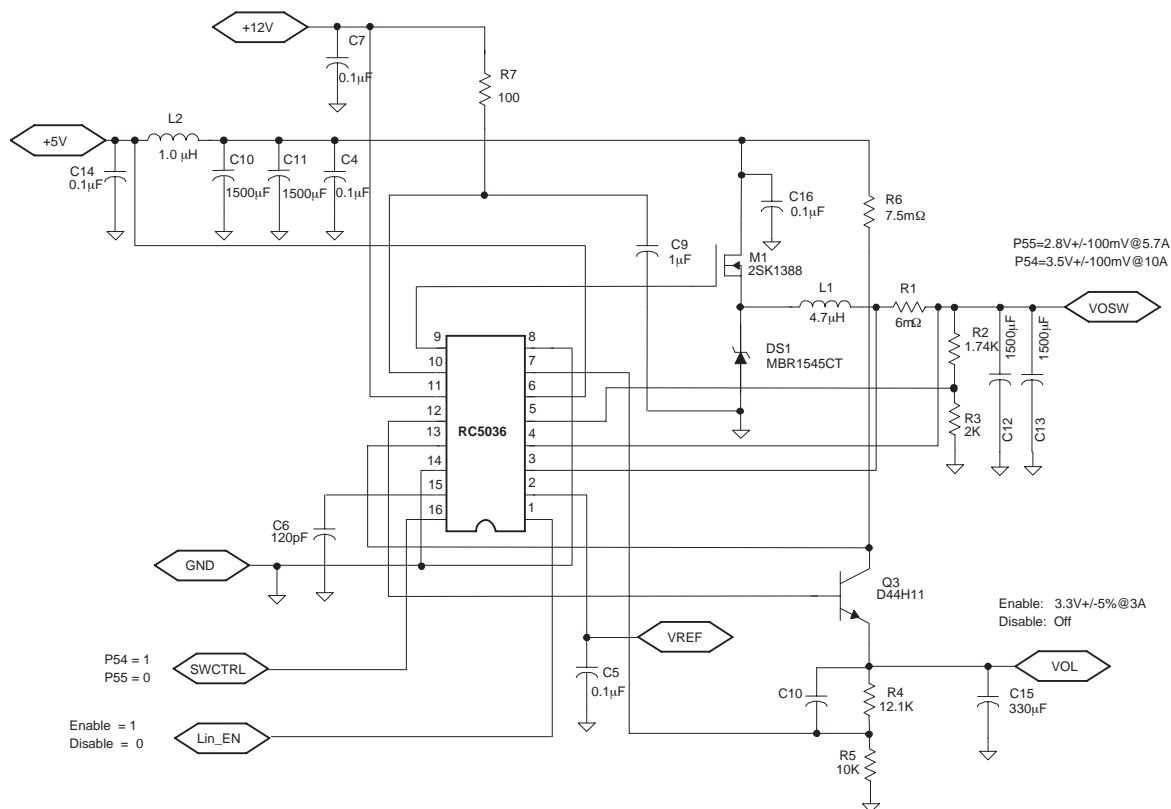 +12V
C7
0.1µF
R7
100
+5V
L2
1.0 µH
C14
0.1µF
C10
1500µF
C11
1500µF
C4
0.1µF
C16
0.1µF
R6
7.5mΩ
C9
1µF
M1
2SK1388
P55=2.8V+/-100mV@5.7A
P54=3.5V+/-100mV@10A
L1
4.7µH
R1
6mΩ
VOSW
R2
1.74K
1500µF
1500µF
DS1
MBR1545CT
R3
2K
C12
C13
9
8
10
7
11
6
12
5
13
RC5036
4
14
3
15
2
16
1
C6
120pF
GND
Q3
D44H11
Enable: 3.3V+/-5%@3A
Disable: Off
VREF
P54 = 1
P55 = 0
SWCTRL
C5
0.1µF
VOL
C10
R4
12.1K
C15
330µF
Enable = 1
Disable = 0
Lin_EN
R5
10K